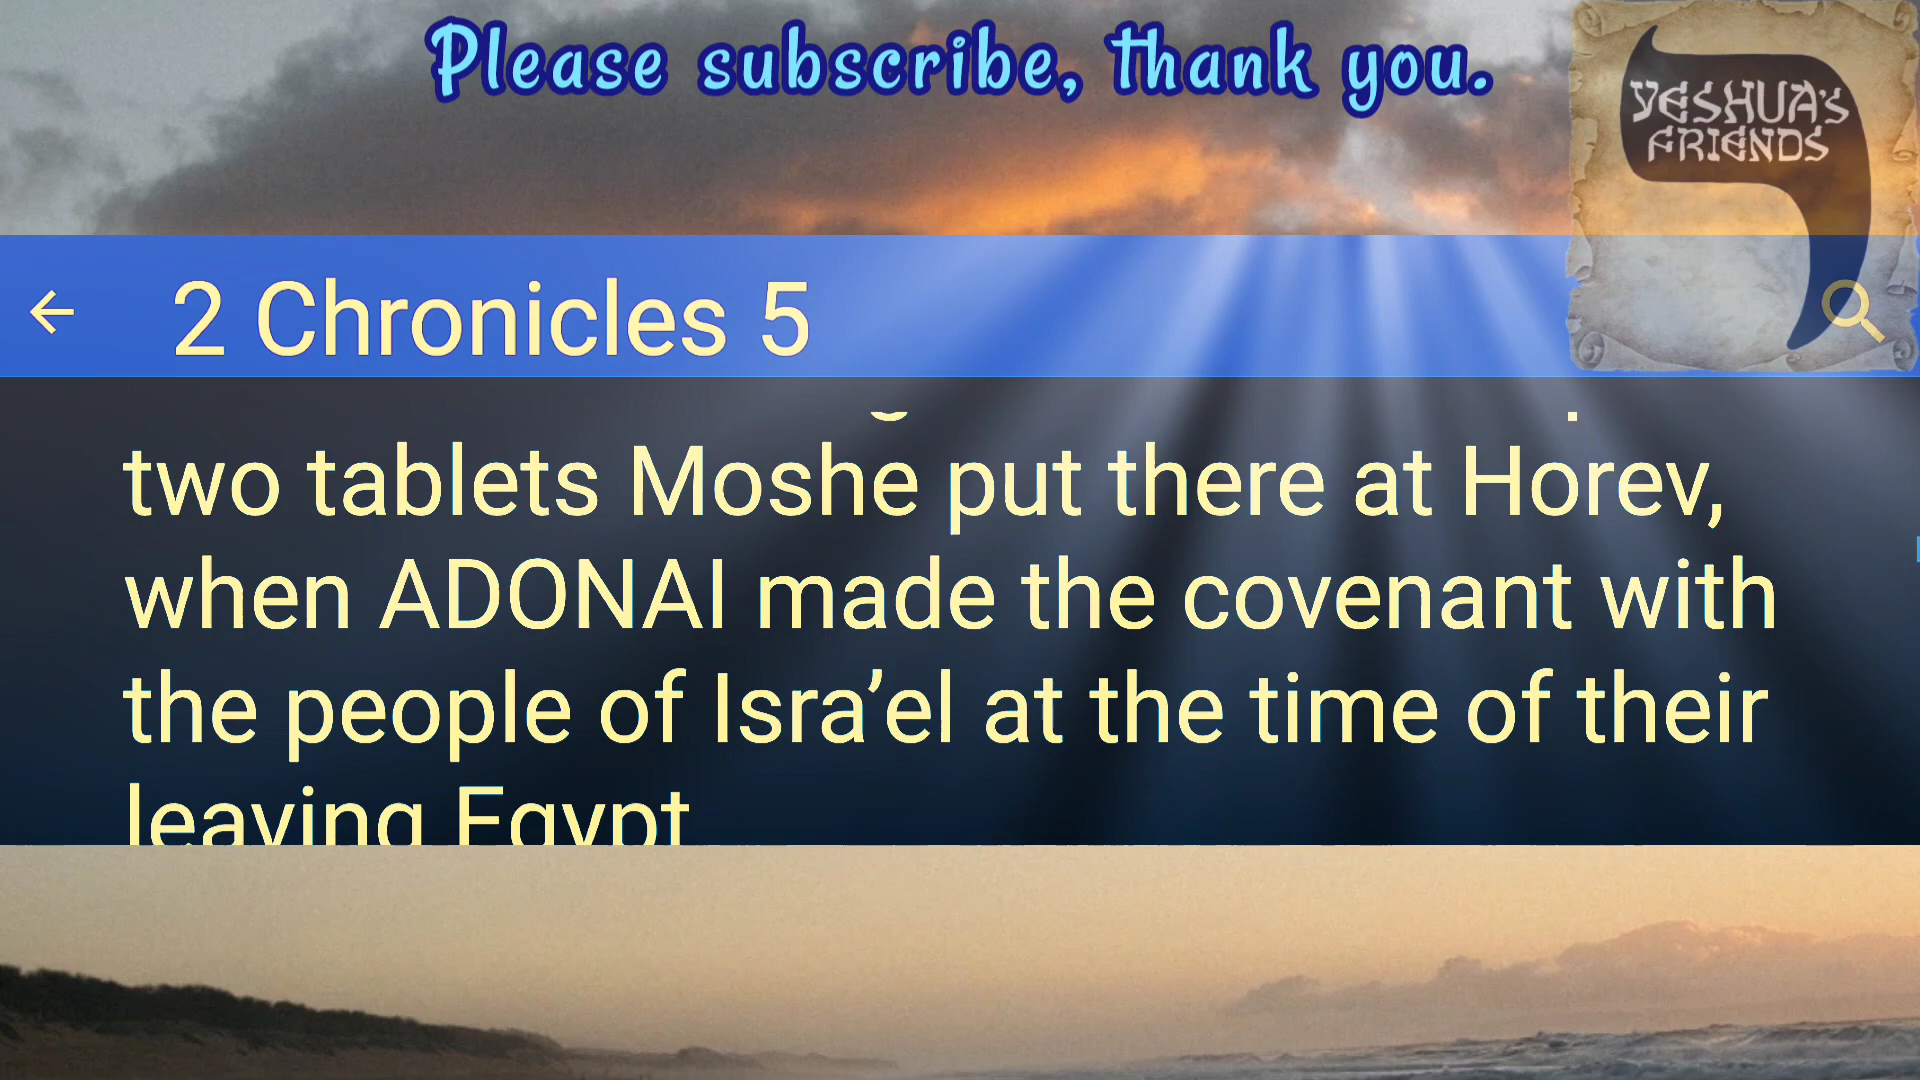 Please subscribe, thank you.
YESHUA's
FRIENDS
2 Chronicles 5
two tablets Moshe put there at Horev,
when ADONAI made the covenant with
the people of Isra’el at the time of their
leaving Egypt